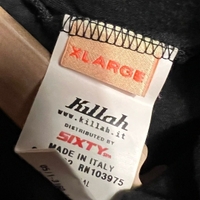 XLARGE
Killah
www.killah.it
DISTRIBUTED BY
SIXTY
MADE IN ITALY
RN103975